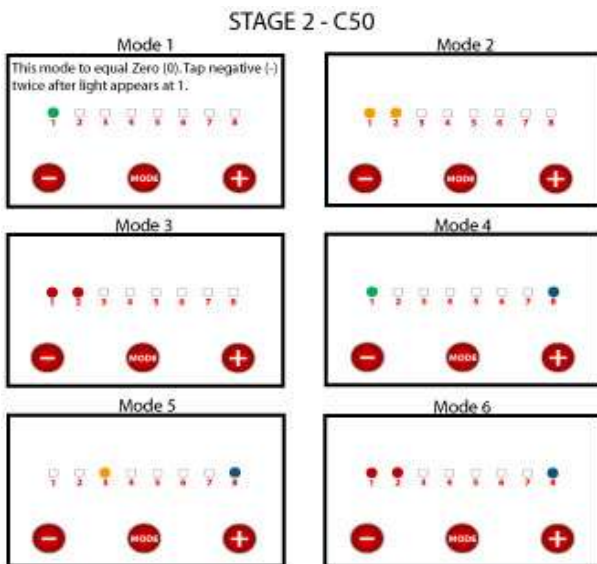 STAGE 2 - C50
Mode 1
This mode to equal Zero (0). Tap negative (-)
twice after light appears at 1.
1 2 3 4 5 6 7 8
MODE
Mode 2
1 2 3 4 5 6 7 8
MODE
Mode 3
1 2 3 4 5 6 7 8
MODE
Mode 4
1 2 3 4 5 6 7 8
MODE
Mode 5
1 2 3 4 5 6 7 8
MODE
Mode 6
1 2 3 4 5 6 7 8
MODE